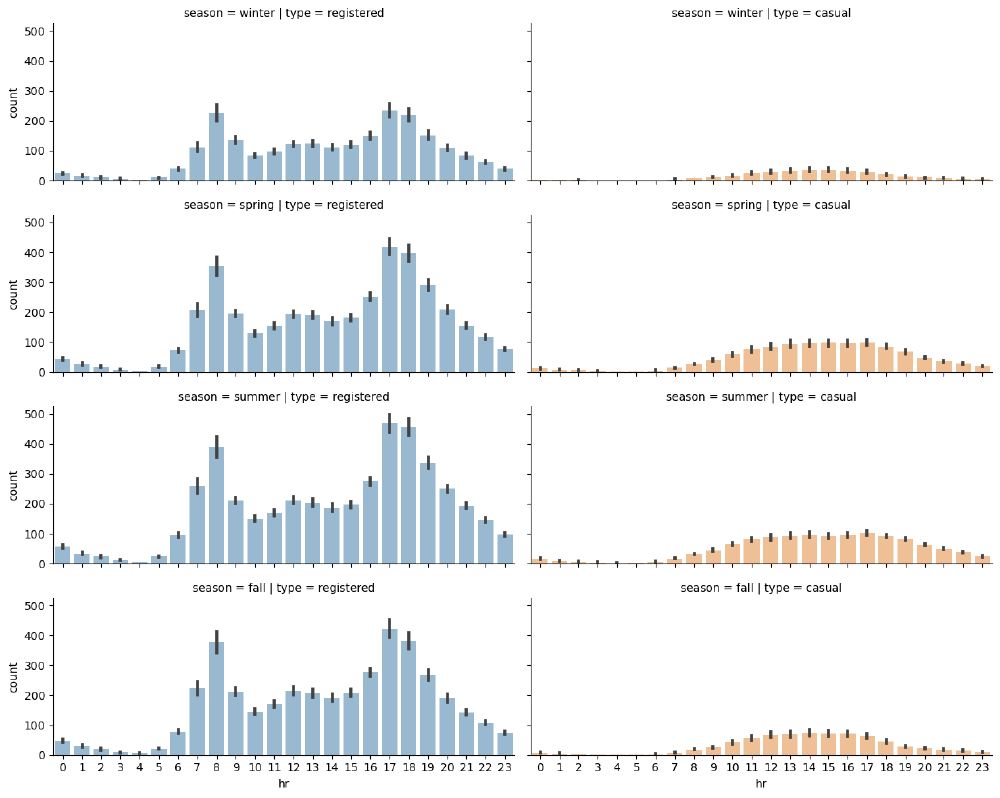 season = winter | type = registered
season = winter | type = casual
500
400
300
200
100
0
count
season = spring | type = registered
season = spring | type = casual
500
400
300
200
100
0
count
season = summer | type = registered
season = summer | type = casual
500
400
300
200
100
0
count
season = fall | type = registered
season = fall | type = casual
500
400
300
200
100
0
count
0 1 2 3 4 5 6 7 8 9 10 11 12 13 14 15 16 17 18 19 20 21 22 23
hr
0 1 2 3 4 5 6 7 8 9 10 11 12 13 14 15 16 17 18 19 20 21 22 23
hr